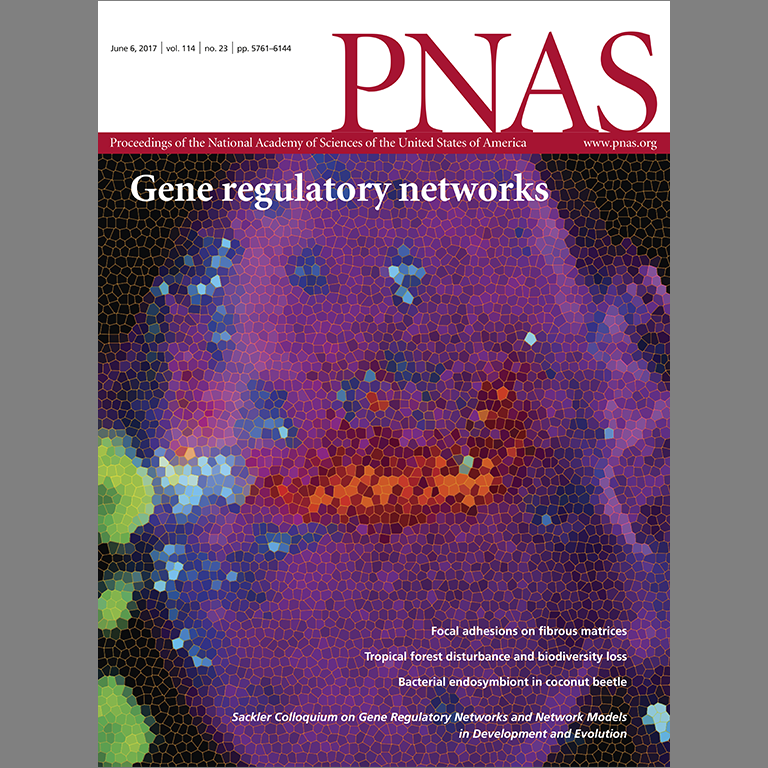 June 6, 2017 | vol. 114 | no. 23 | pp. 5761–6144
PNAS
Proceedings of the National Academy of Sciences of the United States of America www.pnas.org
Gene regulatory networks
Focal adhesions on fibrous matrices
Tropical forest disturbance and biodiversity loss
Bacterial endosymbiont in coconut beetle
Sackler Colloquium on Gene Regulatory Networks and Network Models
in Development and Evolution